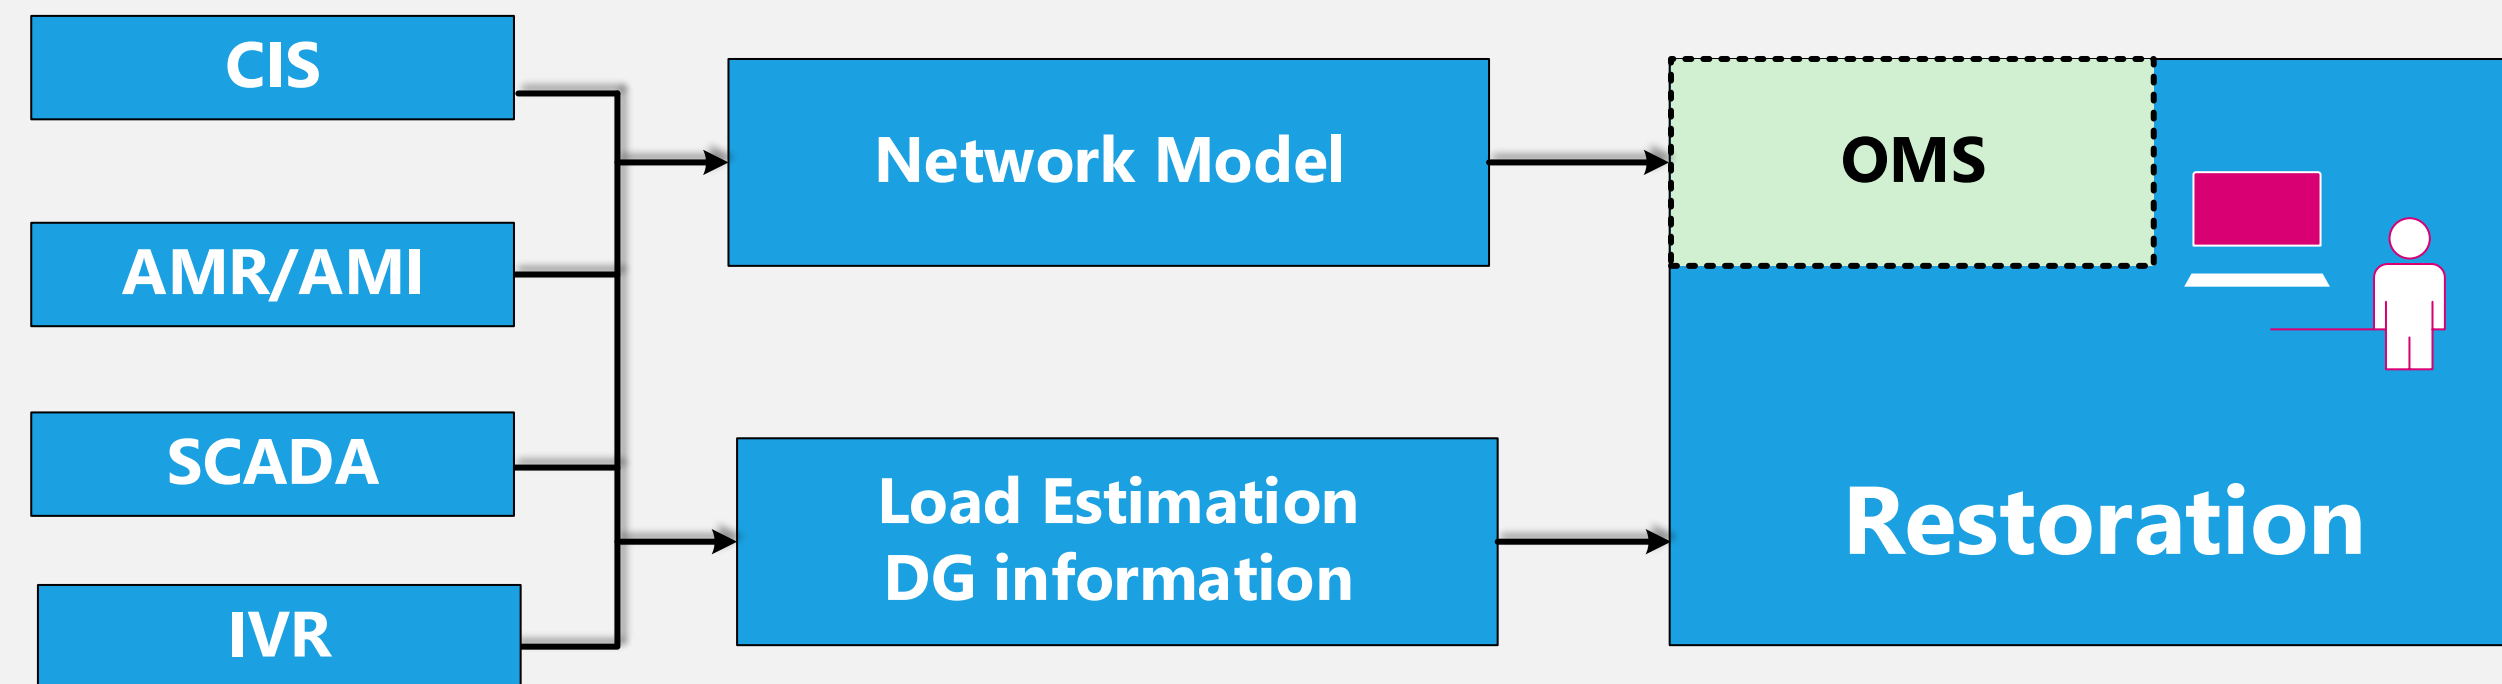 CIS
AMR/AMI
SCADA
IVR
Network Model
Load Estimation
DG information
OMS
Restoration